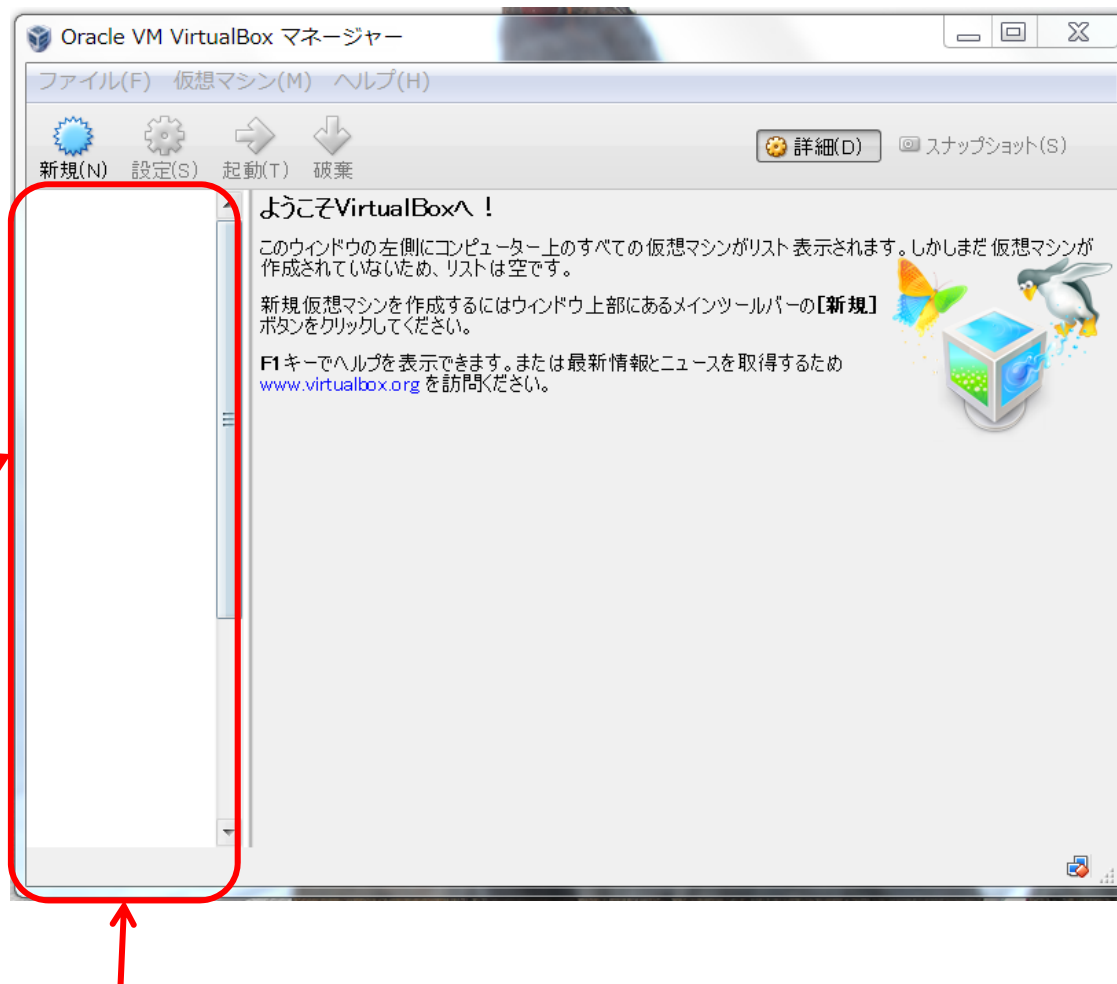 Oracle VM VirtualBox マネージャー
ファイル(F) 仮想マシン(M) ヘルプ(H)
新規(N) 設定(S) 起動(T) 破棄 詳細(D) スナップショット(S)
ようこそVirtualBoxへ！
このウィンドウの左側にコンピューター上のすべての仮想マシンがリスト表示されます。しかしまだ仮想マシンが
作成されていないため、リストは空です。
新規仮想マシンを作成するにはウィンドウ上部にあるメインツールバーの[新規]
ボタンをクリックしてください。
F1 キーでヘルプを表示できます。または最新情報とニュースを取得するため
www.virtualbox.org を訪問ください。